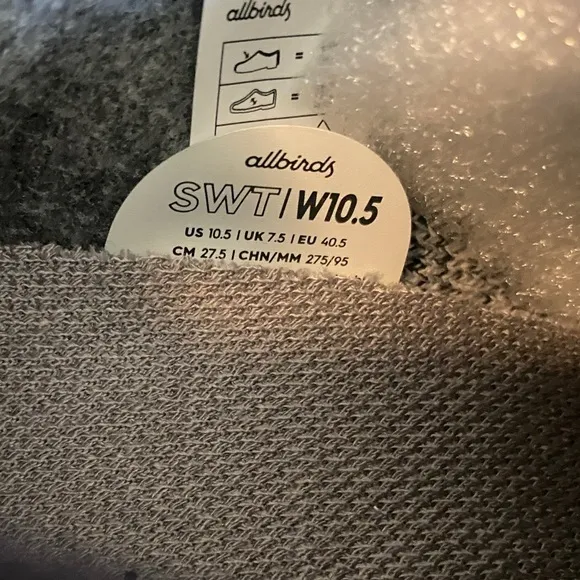 allbirds
=
=
allbirds
SWT | W10.5
US 10.5 | UK 7.5 | EU 40.5
CM 27.5 | CHN/MM 275/95